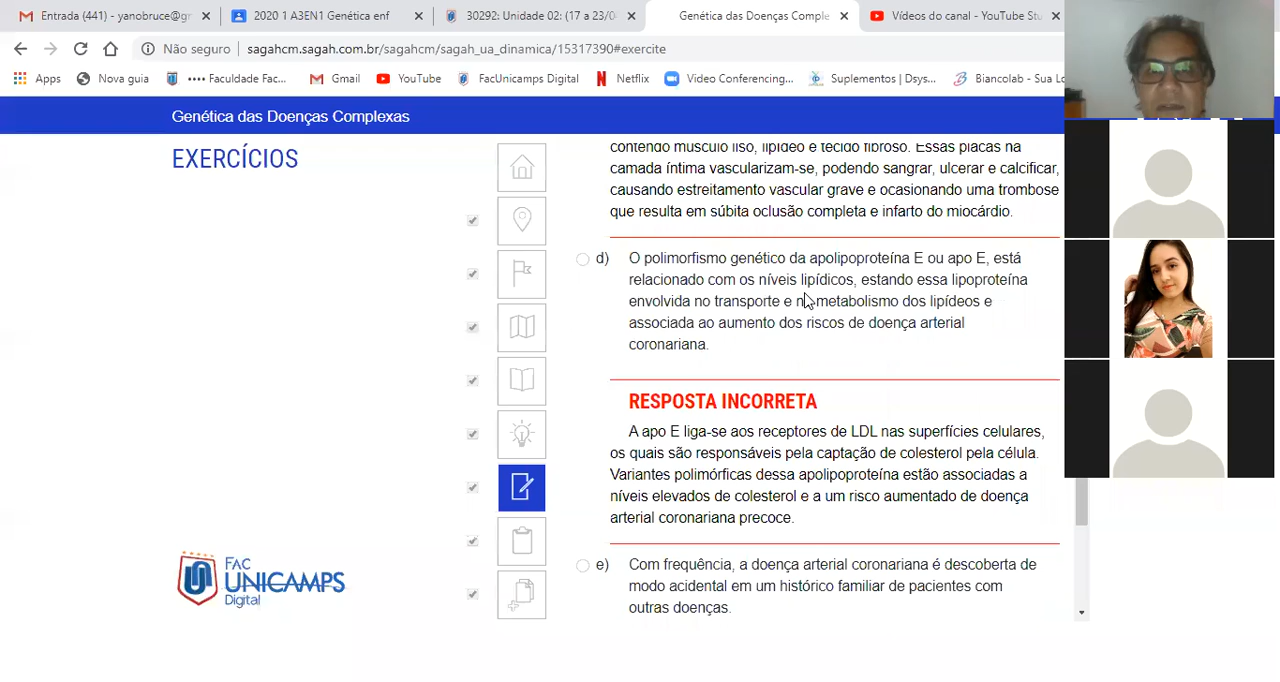 Entrada (441) - yanobruce@gr
2020 1 A3EN1 Genética enf
30292: Unidade 02: (17 a 23/0
Genética das Doenças Comple
Vídeos do canal - YouTube Stu
Não seguro
sagahcm.sagah.com.br/sagahcm/sagah_ua_dinamica/15317390#exercite
Apps
Nova guia
•••• Faculdade Fac...
Gmail
YouTube
FacUnicamps Digital
Netflix
Video Conferencing...
Suplementos | Dsys...
Biancolab - Sua Lo
Genética das Doenças Complexas
EXERCÍCIOS
contendo músculo liso, lipídeo e tecido fibroso. Essas placas na
camada íntima vascularizam-se, podendo sangrar, ulcerar e calcificar,
causando estreitamento vascular grave e ocasionando uma trombose
que resulta em súbita oclusão completa e infarto do miocárdio.
d) O polimorfismo genético da apolipoproteína E ou apo E, está
relacionado com os níveis lipídicos, estando essa lipoproteína
envolvida no transporte e no metabolismo dos lipídeos e
associada ao aumento dos riscos de doença arterial
coronariana.
RESPOSTA INCORRETA
A apo E liga-se aos receptores de LDL nas superfícies celulares,
os quais são responsáveis pela captação de colesterol pela célula.
Variantes polimórficas dessa apolipoproteína estão associadas a
níveis elevados de colesterol e a um risco aumentado de doença
arterial coronariana precoce.
e) Com frequência, a doença arterial coronariana é descoberta de
modo acidental em um histórico familiar de pacientes com
outras doenças.
FAC
UNICAMPS
Digital